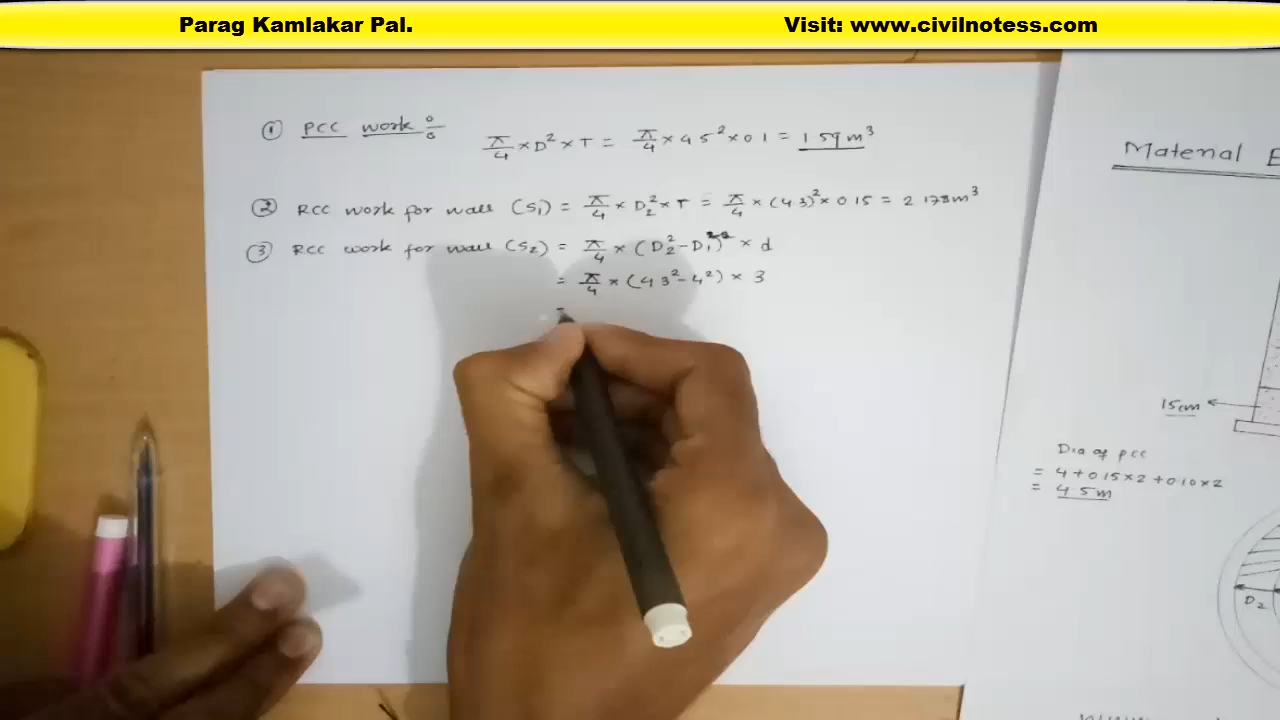 Parag Kamlakar Pal. Visit: www.civilnotess.com
① PCC work :- π/4 × D² × T = π/4 × 4.5² × 0.1 = 1.59 m³
② RCC work for wall (S₁) = π/4 × D₂² × T = π/4 × (4.3)² × 0.15 = 2.178 m³
③ RCC work for wall (S₂) = π/4 × (D₂² - D₁²) × d
= π/4 × (4.3² - 4²) × 3
Material E
15cm
Dia of PCC
= 4 + 0.15 × 2 + 0.10 × 2
= 4.5m
D₂